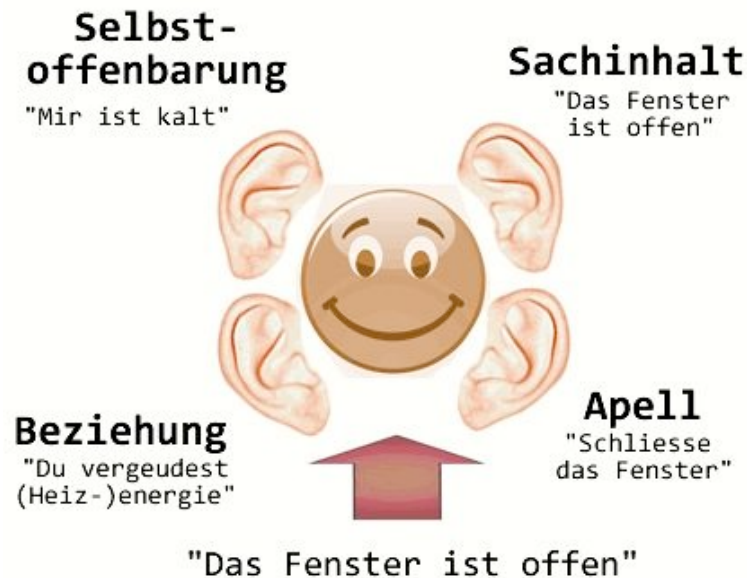 Selbst-
offenbarung
"Mir ist kalt"
Sachinhalt
"Das Fenster
ist offen"
Beziehung
"Du vergeudest
(Heiz-)energie"
Apell
"Schliesse
das Fenster"
"Das Fenster ist offen"